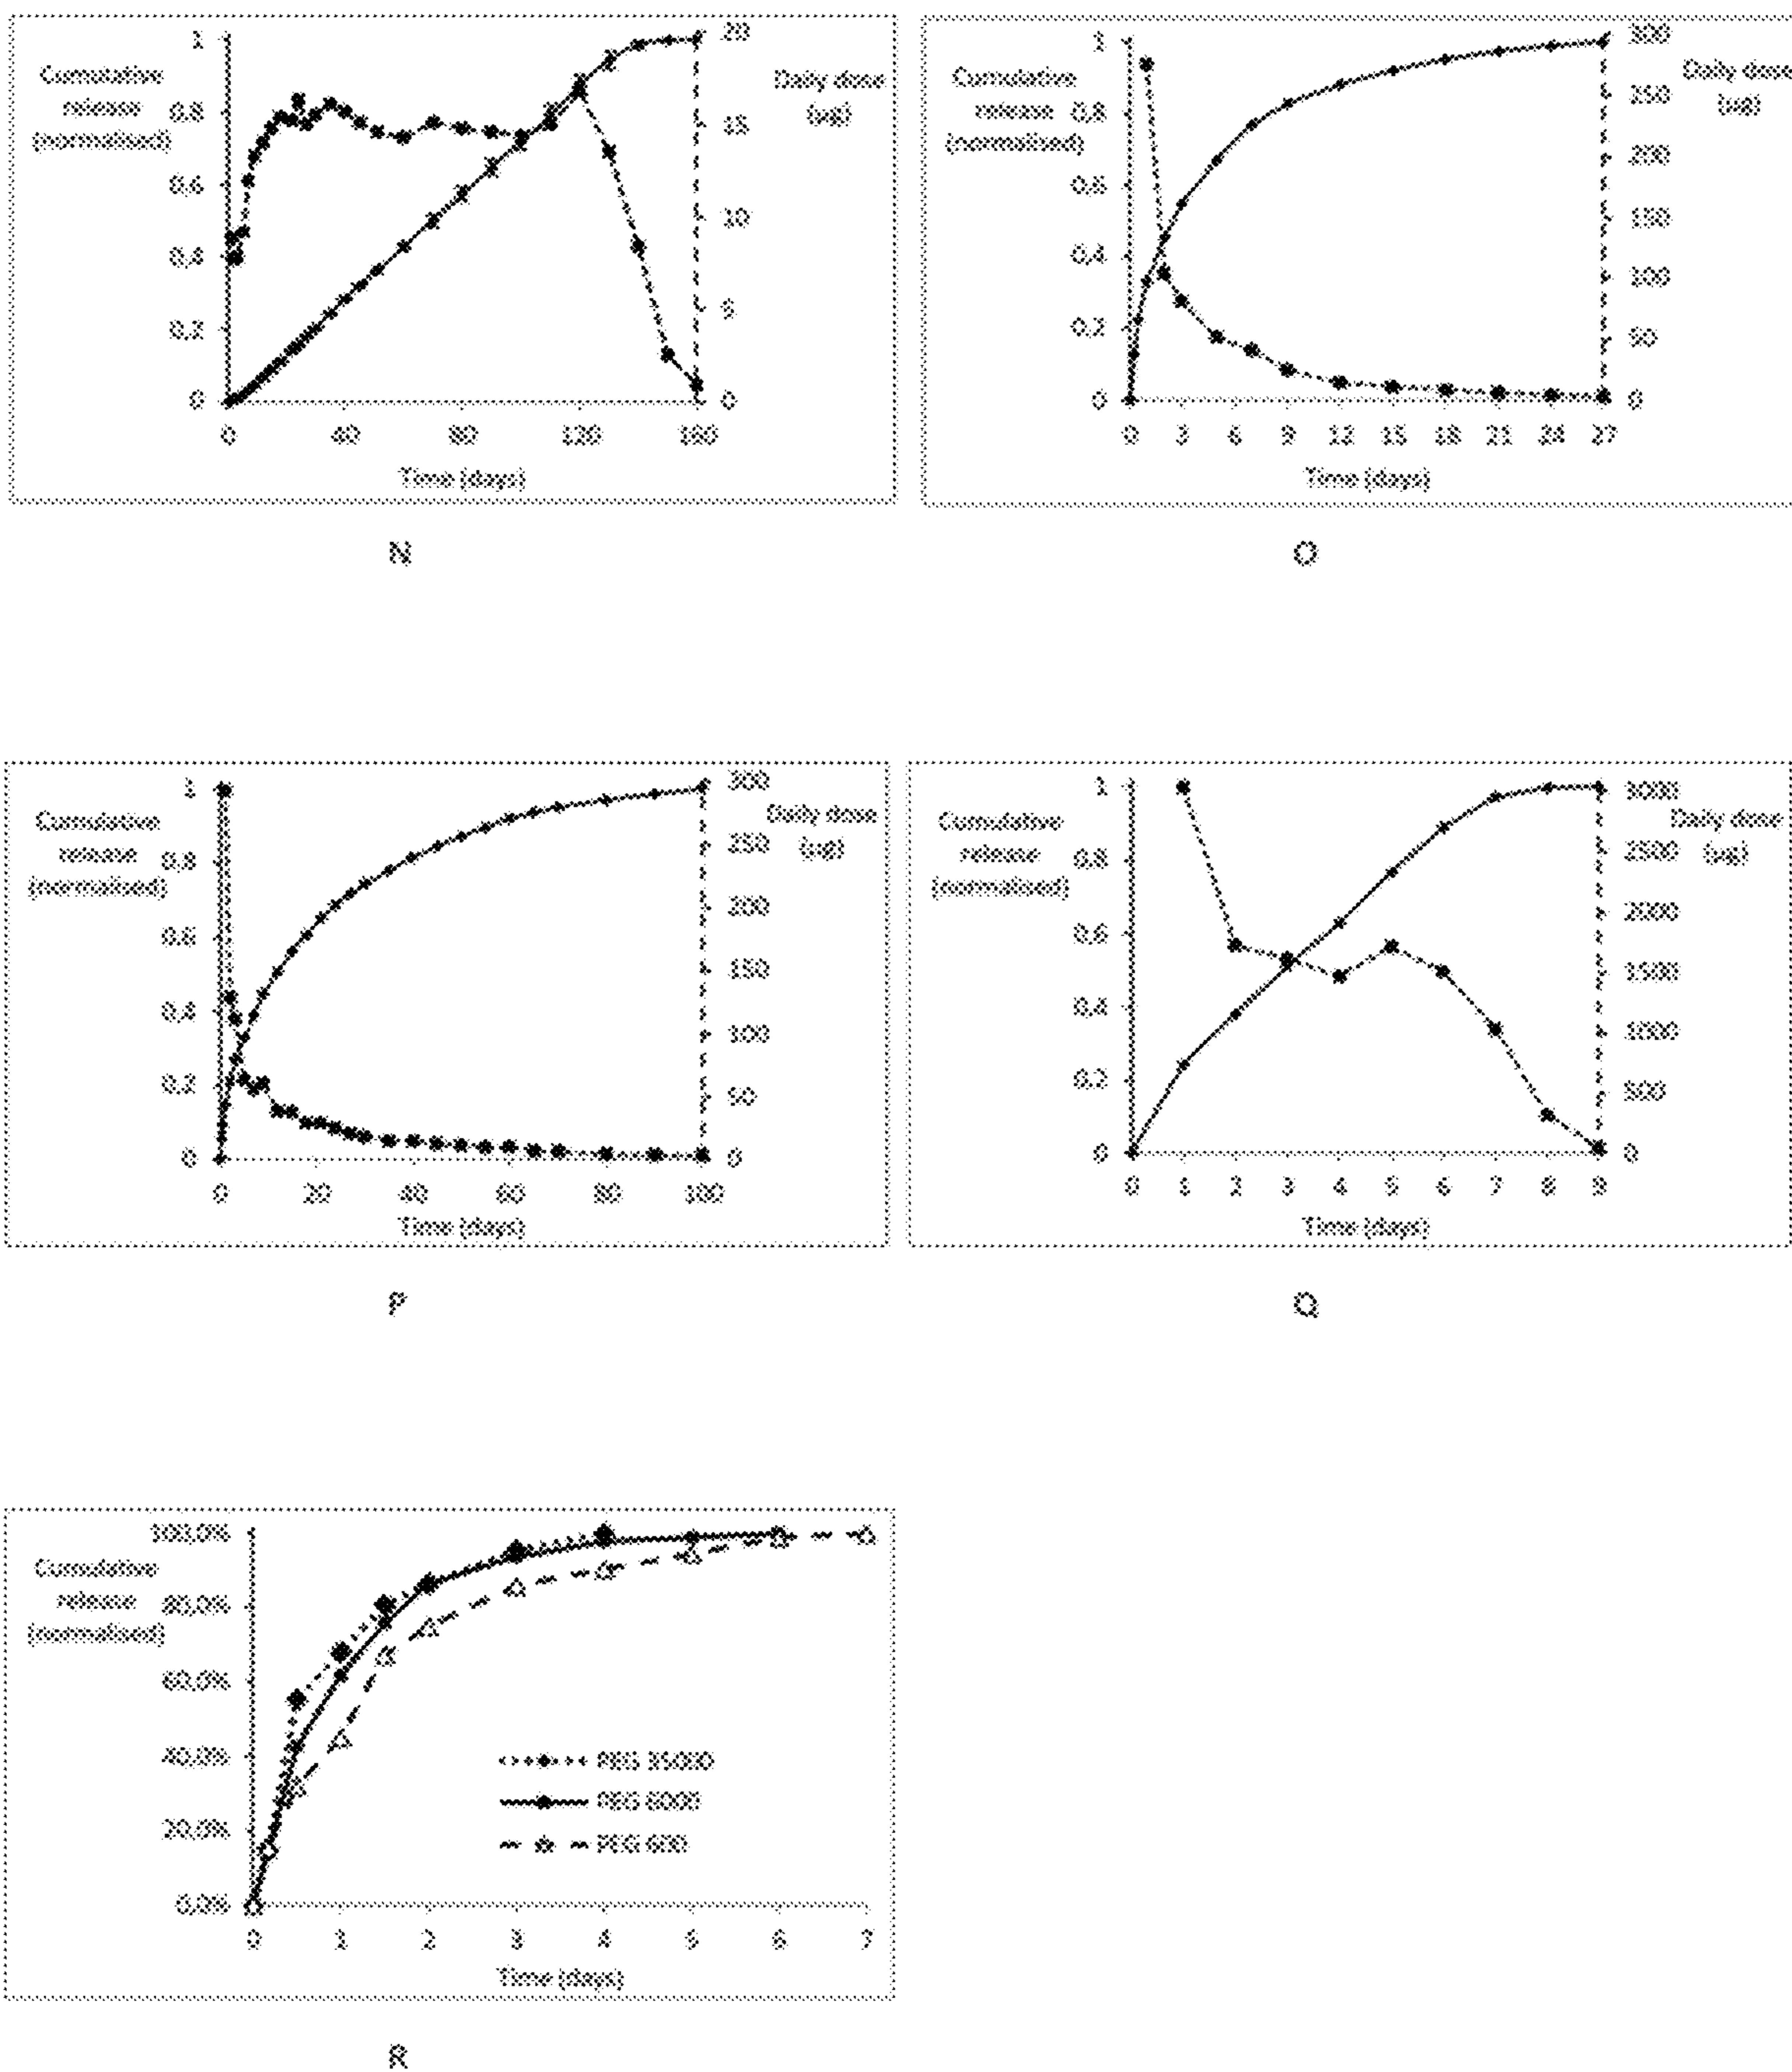 Cumulative
release
(normalised)
1
0.8
0.6
0.4
0.2
0
20
15
10
5
0
Daily dose
(µg)
0 40 80 120 160
Time (days)
N
Cumulative
release
(normalised)
1
0.8
0.6
0.4
0.2
0
300
250
200
150
100
50
0
Daily dose
(µg)
0 3 6 9 12 15 18 21 24 27
Time (days)
O
Cumulative
release
(normalised)
1
0.8
0.6
0.4
0.2
0
300
250
200
150
100
50
0
Daily dose
(µg)
0 20 40 60 80 100
Time (days)
P
Cumulative
release
(normalised)
1
0.8
0.6
0.4
0.2
0
3000
2500
2000
1500
1000
500
0
Daily dose
(µg)
0 1 2 3 4 5 6 7 8 9
Time (days)
Q
Cumulative
release
(normalised)
100.0%
80.0%
60.0%
40.0%
20.0%
0.0%
PEG 35000
PEG 6000
PEG 600
0 1 2 3 4 5 6 7
Time (days)
R